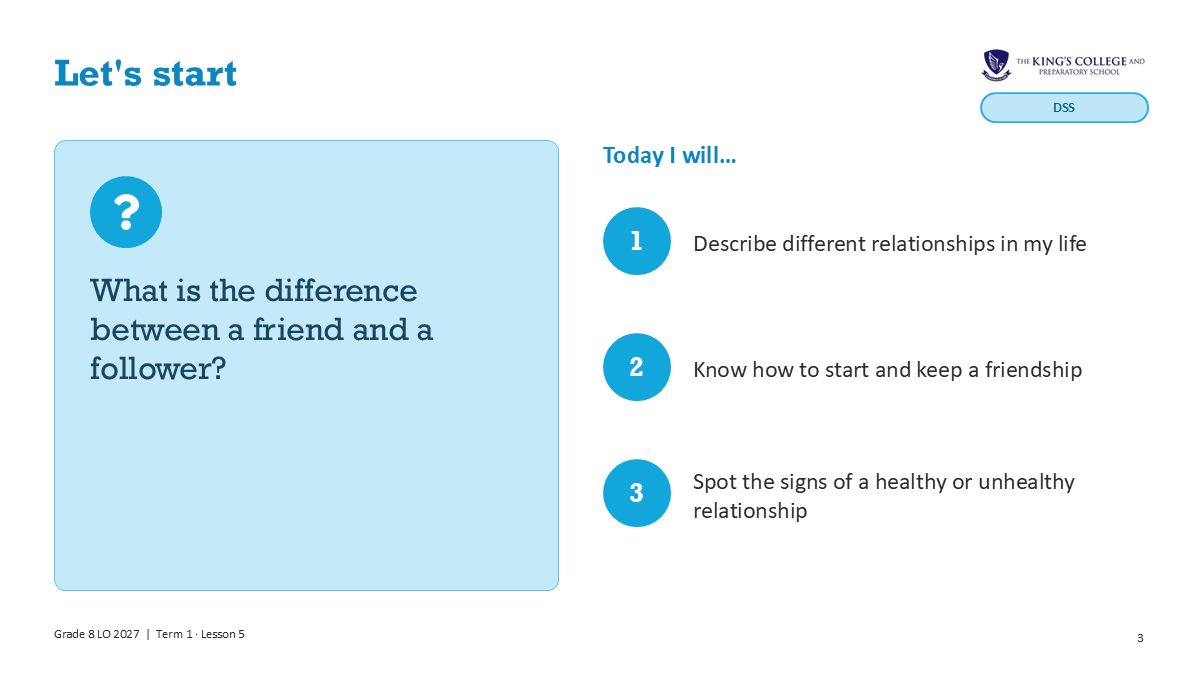 Let's start
THE KING'S COLLEGE AND
PREPARATORY SCHOOL
DSS
?
What is the difference
between a friend and a
follower?
Today I will...
1
Describe different relationships in my life
2
Know how to start and keep a friendship
3
Spot the signs of a healthy or unhealthy
relationship
Grade 8 LO 2027 | Term 1 · Lesson 5
3